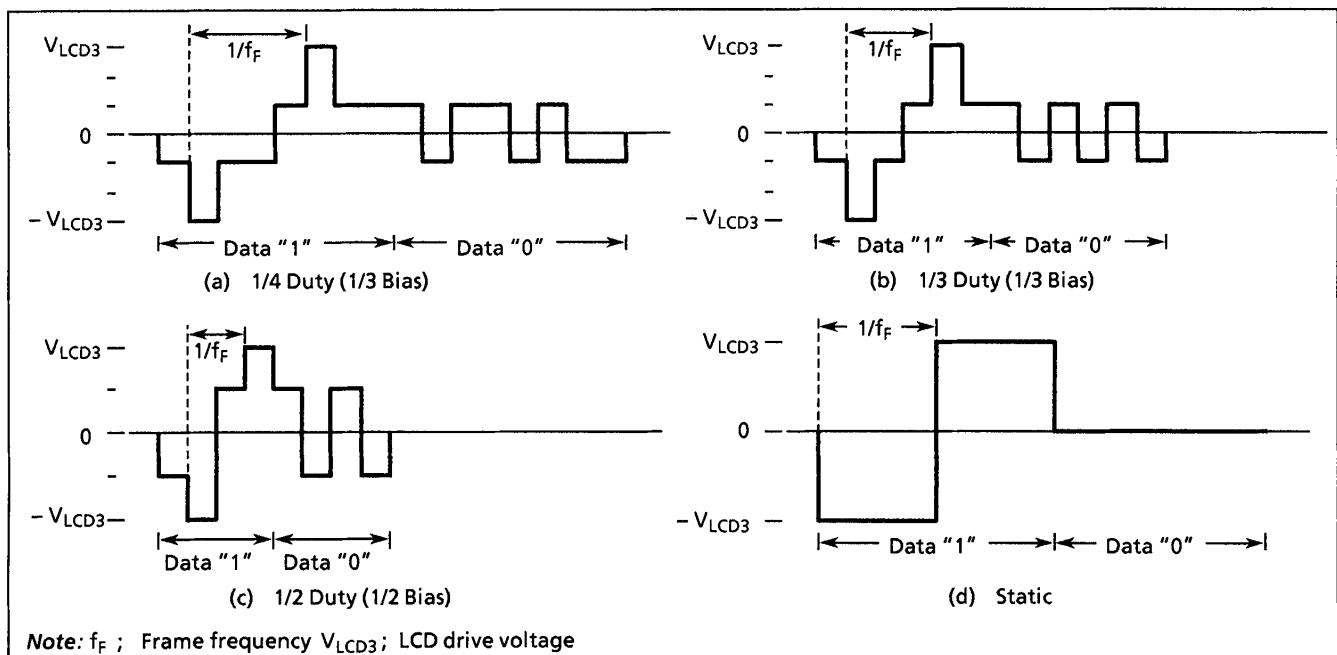 V_LCD3
1/f_F
0
– V_LCD3
Data "1"
Data "0"
(a) 1/4 Duty (1/3 Bias)
V_LCD3
1/f_F
0
– V_LCD3
Data "1"
Data "0"
(b) 1/3 Duty (1/3 Bias)
V_LCD3
1/f_F
0
– V_LCD3
Data "1"
Data "0"
(c) 1/2 Duty (1/2 Bias)
V_LCD3
1/f_F
0
– V_LCD3
Data "1"
Data "0"
(d) Static
Note: f_F ; Frame frequency V_LCD3 ; LCD drive voltage